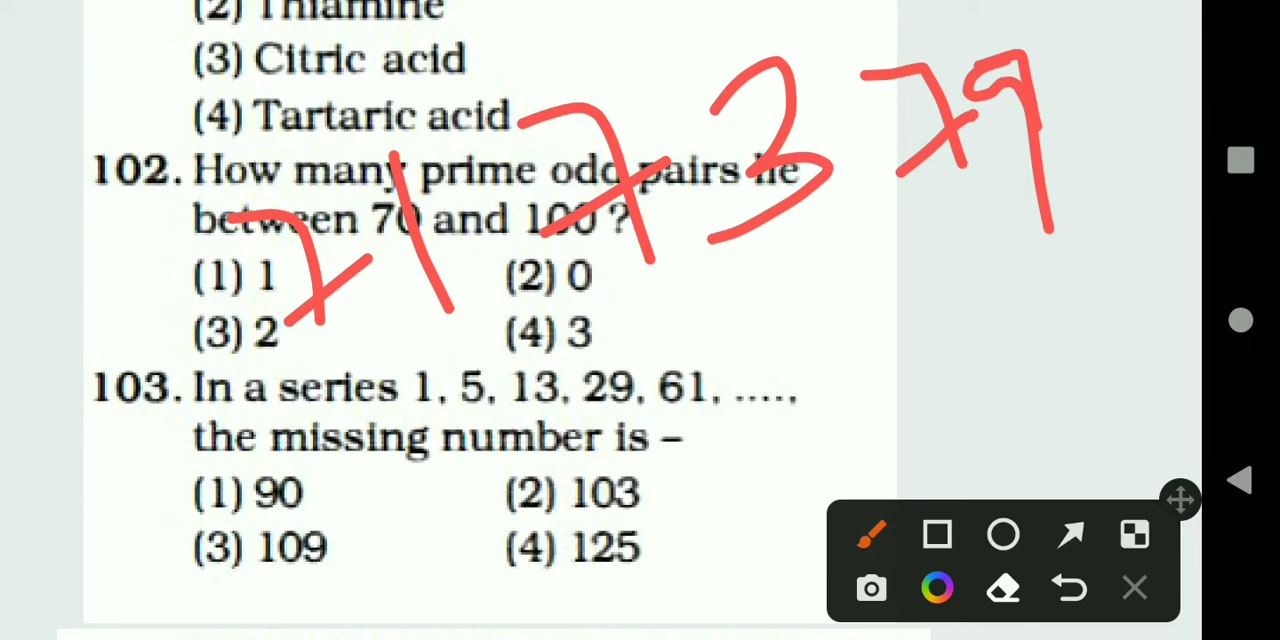 (2) Thiamine
(3) Citric acid
(4) Tartaric acid
102. How many prime odd pairs lie
between 70 and 100 ?
(1) 1 (2) 0
(3) 2 (4) 3
103. In a series 1, 5, 13, 29, 61, ....,
the missing number is –
(1) 90 (2) 103
(3) 109 (4) 125
71 73 79